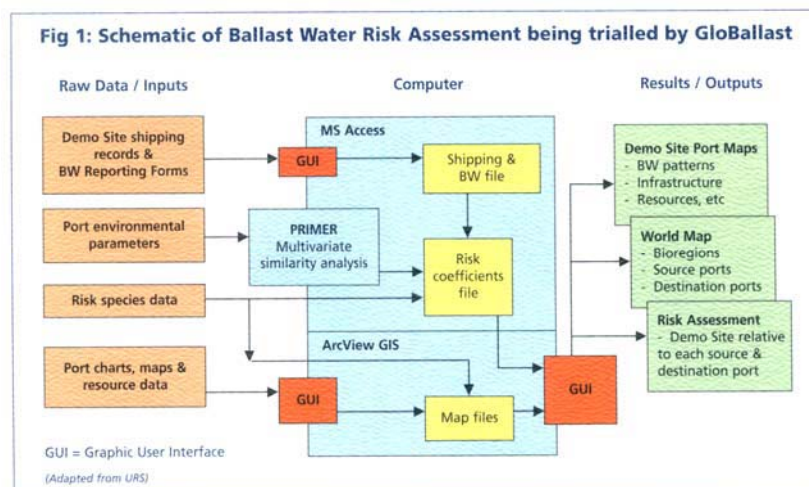 Fig 1: Schematic of Ballast Water Risk Assessment being trialled by GloBallast
Raw Data / Inputs
Computer
Results / Outputs
Demo Site shipping
records &
BW Reporting Forms
Port environmental
parameters
Risk species data
Port charts, maps &
resource data
MS Access
GUI
Shipping &
BW file
PRIMER
Multivariate
similarity analysis
Risk
coefficients
file
ArcView GIS
GUI
Map files
GUI
Demo Site Port Maps
- BW patterns
- Infrastructure
- Resources, etc
World Map
- Bioregions
- Source ports
- Destination ports
Risk Assessment
- Demo Site relative
to each source &
destination port
GUI = Graphic User Interface
(Adapted from URS)